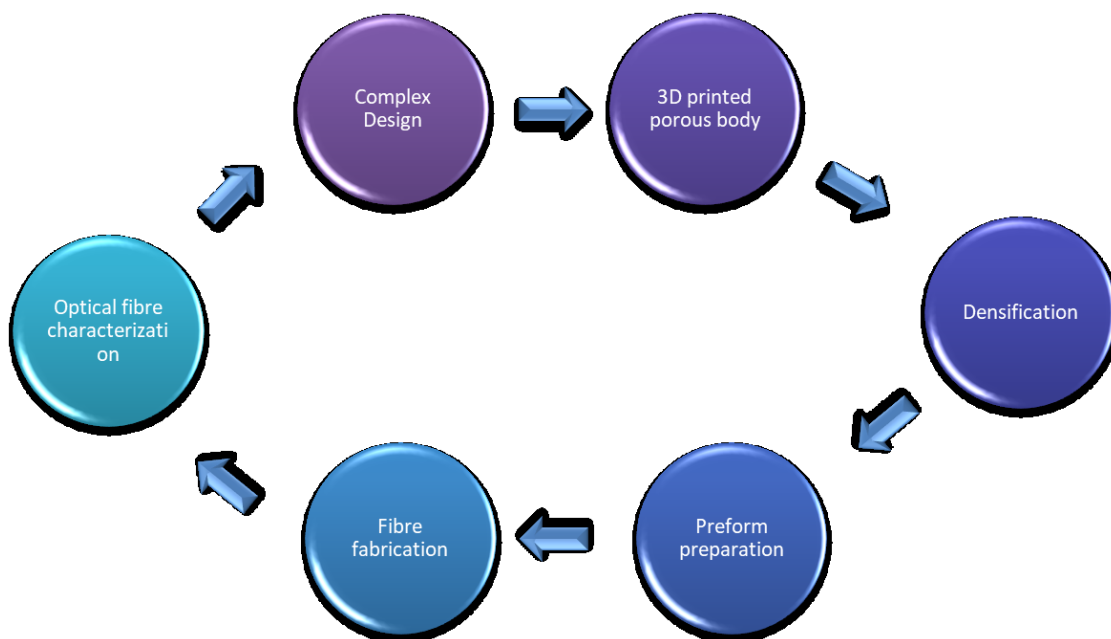 Complex
Design
3D printed
porous body
Densification
Preform
preparation
Fibre
fabrication
Optical fibre
characterizati
on